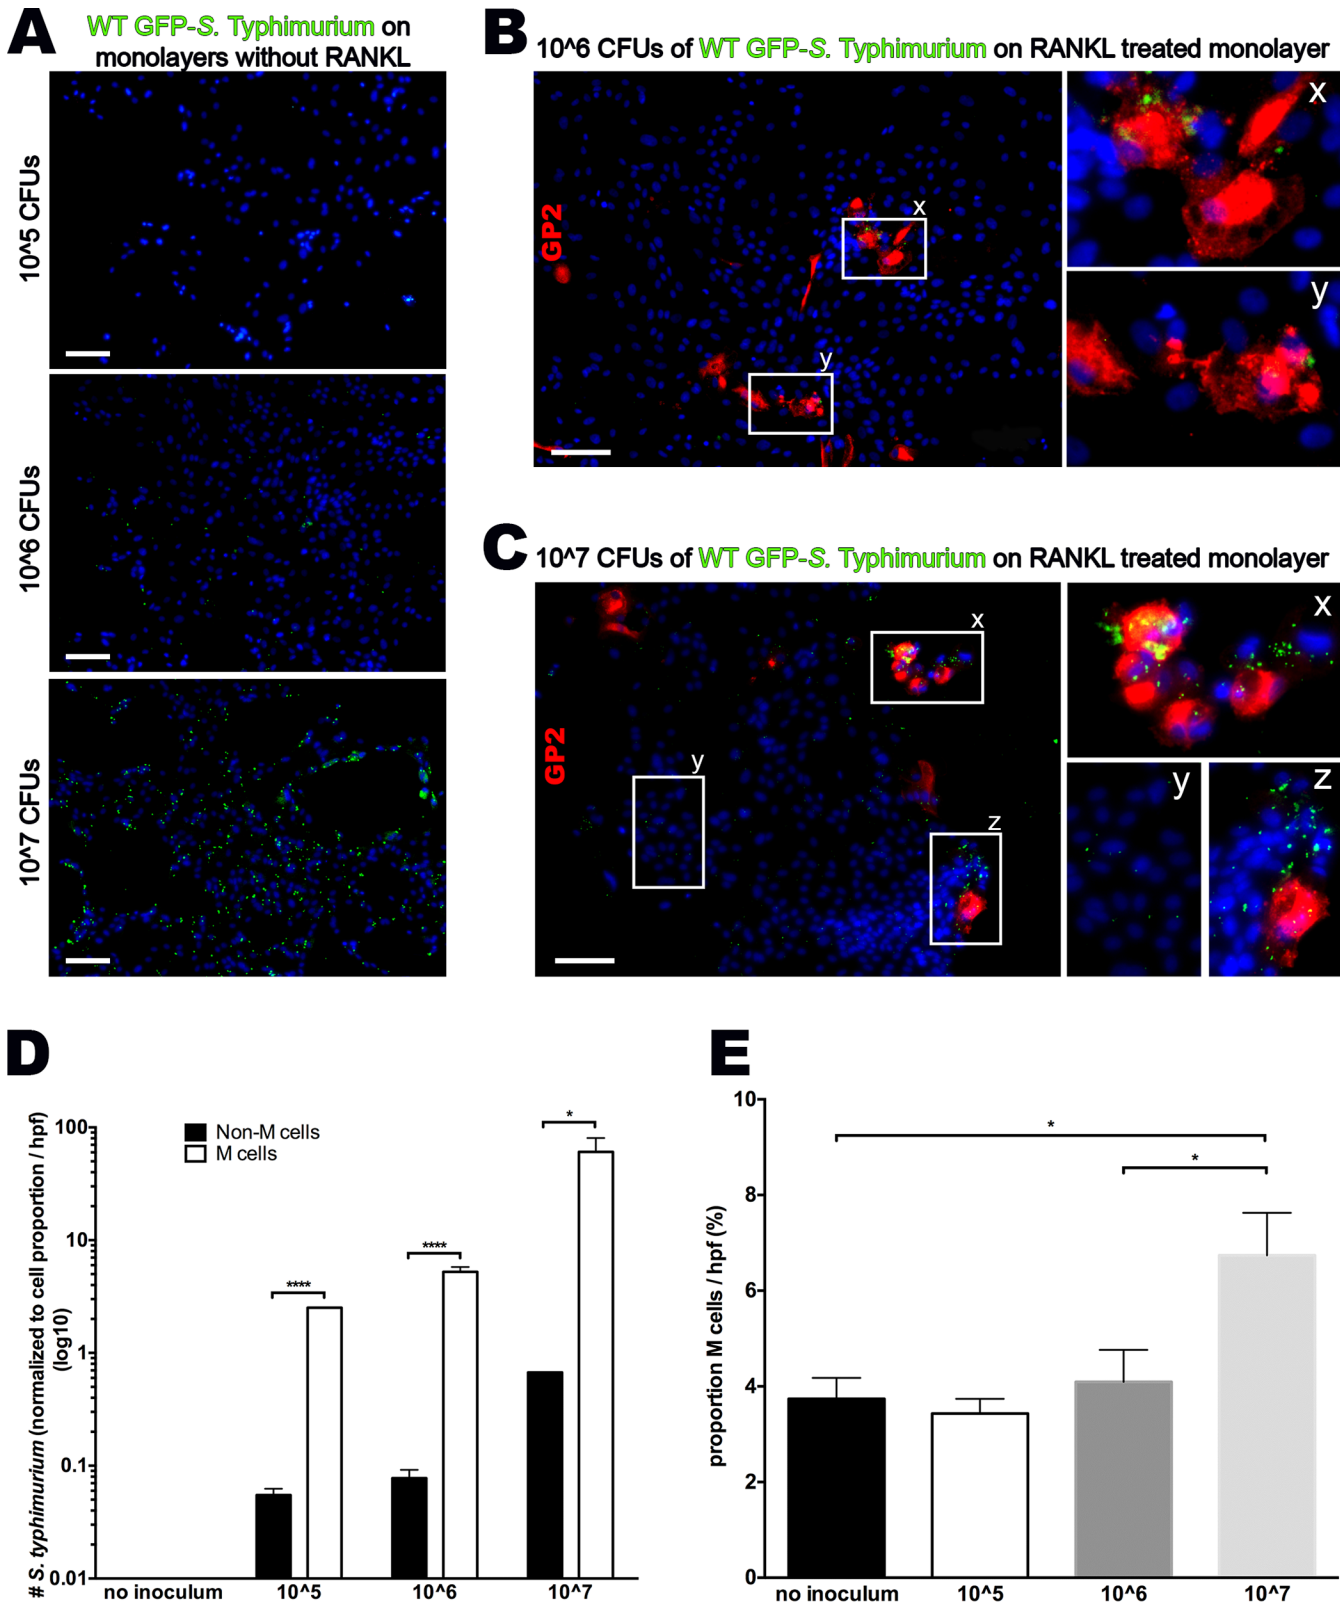 A
WT GFP-S. Typhimurium on
monolayers without RANKL
10^5 CFUs
10^6 CFUs
10^7 CFUs
B
10^6 CFUs of WT GFP-S. Typhimurium on RANKL treated monolayer
GP2
x
y
x
y
C
10^7 CFUs of WT GFP-S. Typhimurium on RANKL treated monolayer
GP2
x
y
z
x
y
z
D
# S. typhimurium (normalized to cell proportion / hpf)
(log10)
100
10
1
0.1
0.01
Non-M cells
M cells
****
****
*
no inoculum
10^5
10^6
10^7
E
proportion M cells / hpf (%)
10
8
6
4
2
0
*
*
no inoculum
10^5
10^6
10^7